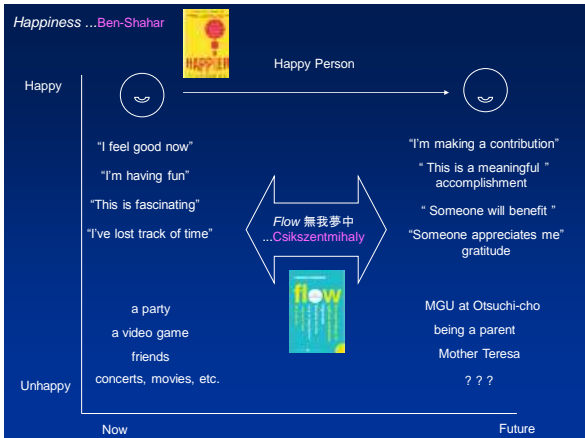 Happiness ...Ben-Shahar
HAPPIER
Happy Person
Happy
"I feel good now"
"I'm having fun"
"This is fascinating"
"I've lost track of time"
"I'm making a contribution"
" This is a meaningful "
accomplishment
" Someone will benefit "
"Someone appreciates me"
gratitude
Flow 無我夢中
...Csikszentmihaly
flow
a party
a video game
friends
concerts, movies, etc.
MGU at Otsuchi-cho
being a parent
Mother Teresa
? ? ?
Unhappy
Now
Future